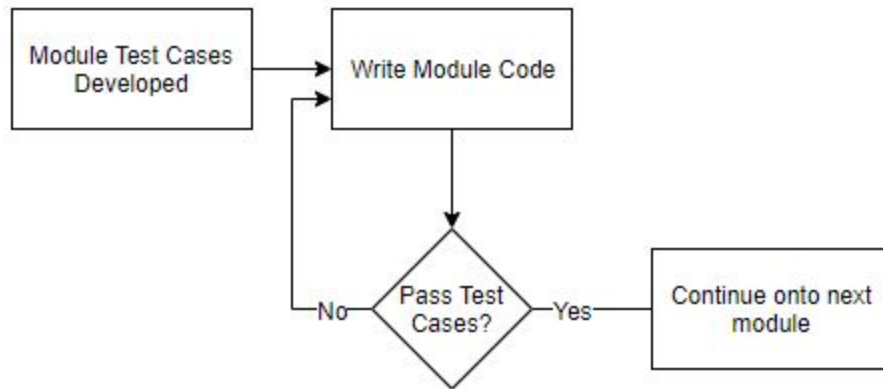 Module Test Cases
Developed
Write Module Code
Pass Test
Cases?
No
Yes
Continue onto next
module